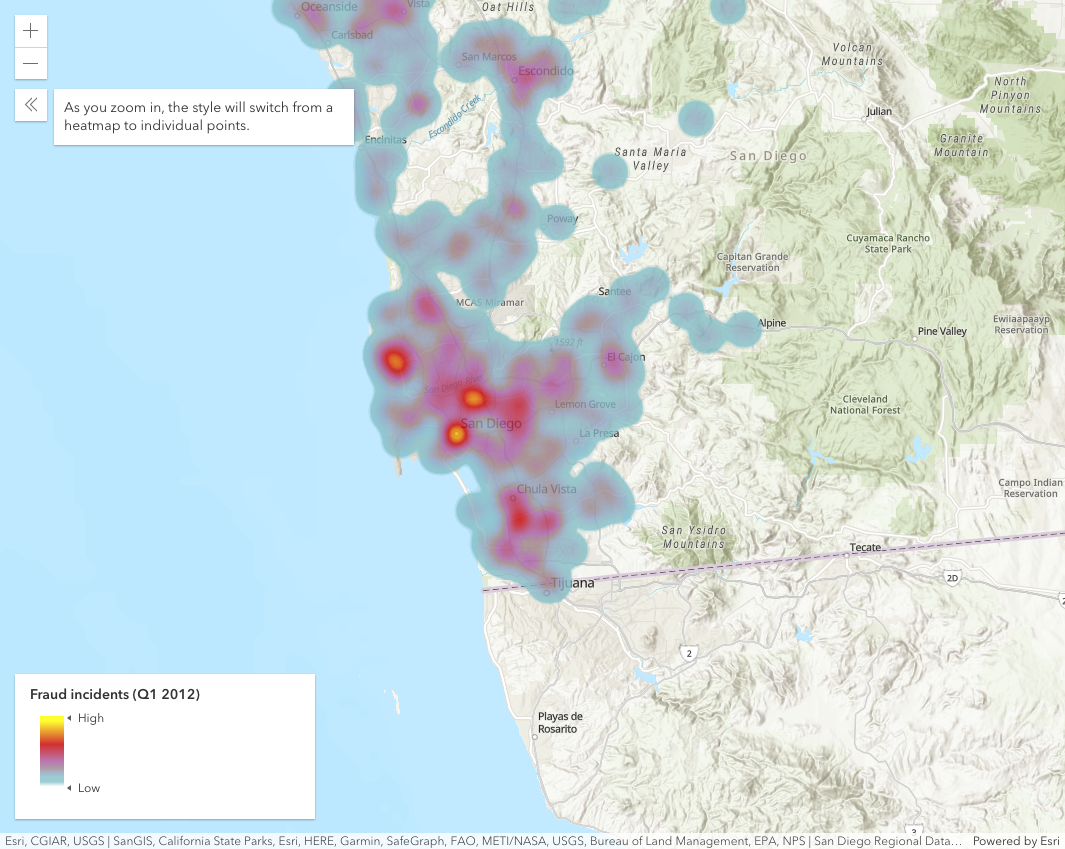 Oceanside
Vista
Oat Hills
Carlsbad
San Marcos
Escondido
Volcan
Mountains
North
Pinyon
Mountains
+
−
As you zoom in, the style will switch from a
heatmap to individual points.
Escondido Creek
Julian
Encinitas
Granite
Mountain
Santa Maria
Valley
San Diego
Poway
Cuyamaca Rancho
State Park
Capitan Grande
Reservation
Santee
MCAS Miramar
Alpine
Ewiiaapaayp
Reservation
Pine Valley
1592 ft
El Cajon
San Diego River
Lemon Grove
Cleveland
National Forest
San Diego
La Presa
Chula Vista
Campo Indian
Reservation
San Ysidro
Mountains
Tecate
Tijuana
2D
2
2
Fraud incidents (Q1 2012)
High
Low
Playas de
Rosarito
3
Esri, CGIAR, USGS | SanGIS, California State Parks, Esri, HERE, Garmin, SafeGraph, FAO, METI/NASA, USGS, Bureau of Land Management, EPA, NPS | San Diego Regional Data… Powered by Esri